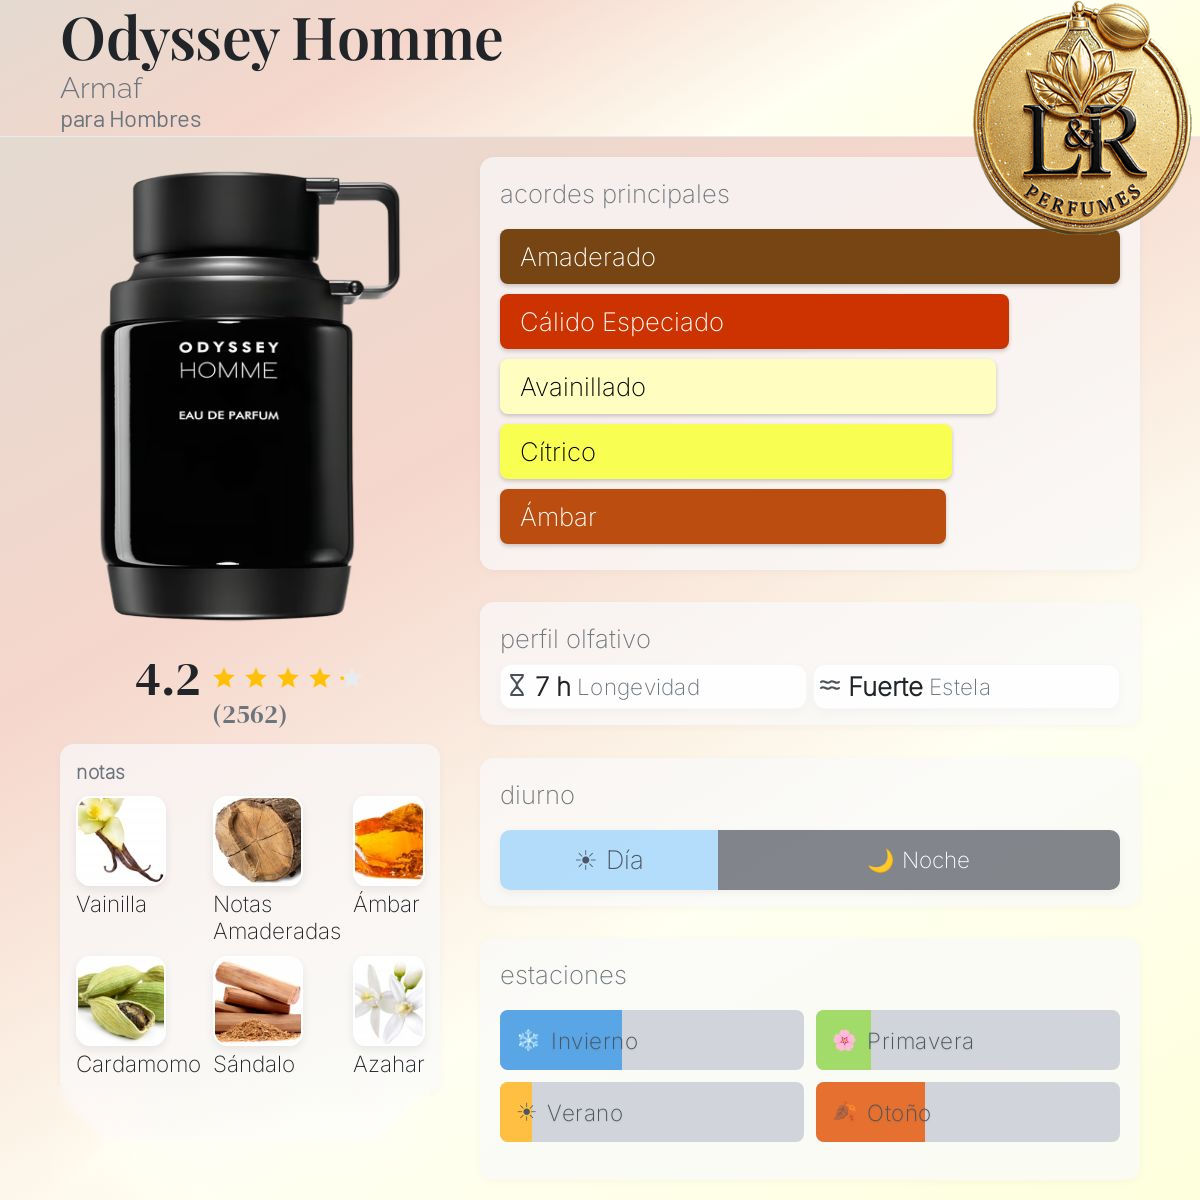 Odyssey Homme
Armaf
para Hombres
L&R
PERFUMES
ODYSSEY
HOMME
EAU DE PARFUM
4.2
(2562)
notas
Vainilla
Notas
Amaderadas
Ámbar
Cardamomo
Sándalo
Azahar
acordes principales
Amaderado
Cálido Especiado
Avainillado
Cítrico
Ámbar
perfil olfativo
7 h Longevidad
Fuerte Estela
diurno
Día
Noche
estaciones
Invierno
Primavera
Verano
Otoño